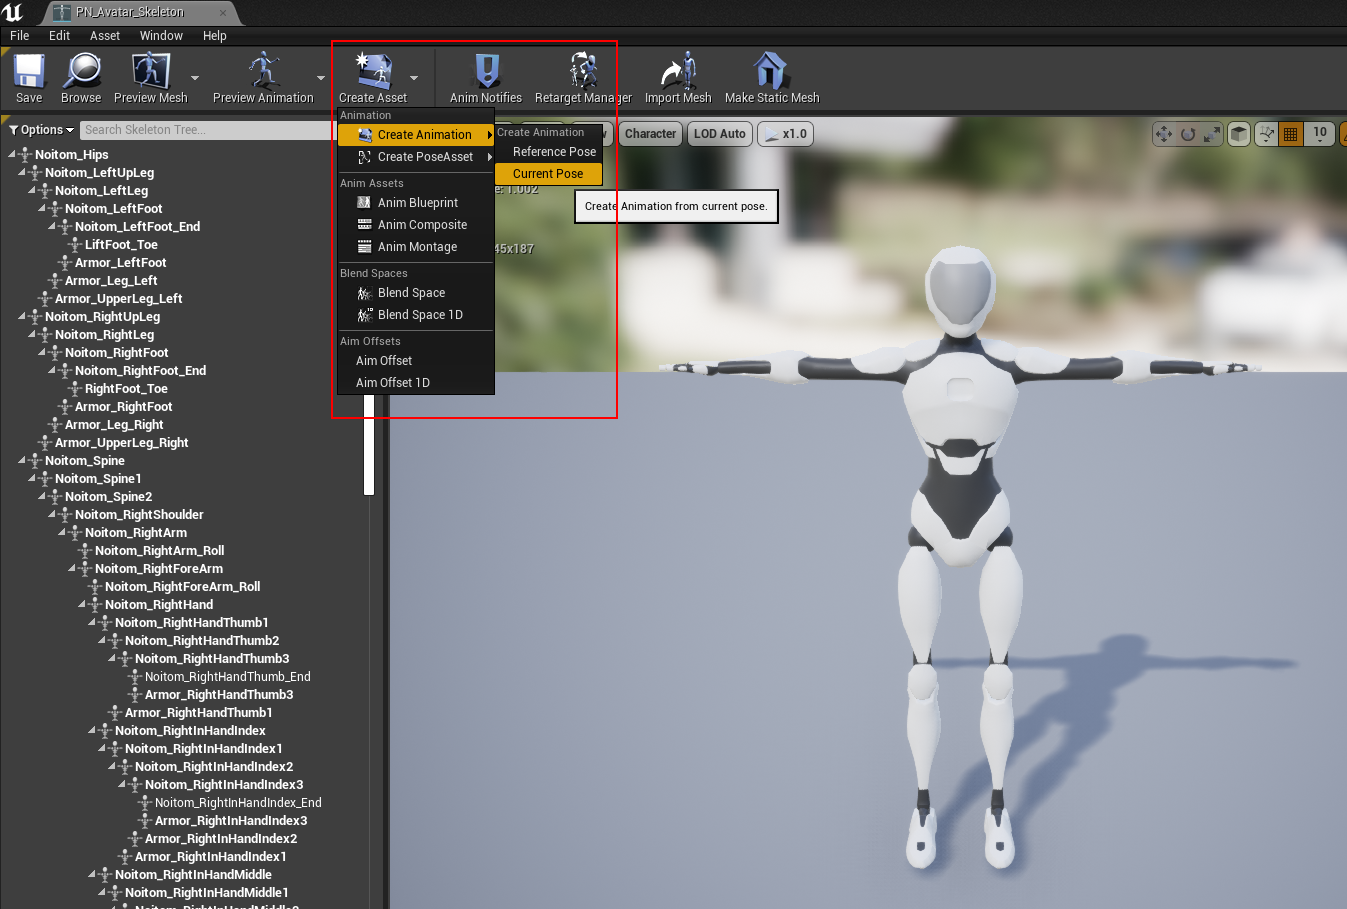 PN_Avatar_Skeleton
File Edit Asset Window Help
Save Browse Preview Mesh Preview Animation Create Asset Anim Notifies Retarget Manager Import Mesh Make Static Mesh
Options
Search Skeleton Tree...
Noitom_Hips
Noitom_LeftUpLeg
Noitom_LeftLeg
Noitom_LeftFoot
Noitom_LeftFoot_End
LiftFoot_Toe
Armor_LeftFoot
Armor_Leg_Left
Armor_UpperLeg_Left
Noitom_RightUpLeg
Noitom_RightLeg
Noitom_RightFoot
Noitom_RightFoot_End
RightFoot_Toe
Armor_RightFoot
Armor_Leg_Right
Armor_UpperLeg_Right
Noitom_Spine
Noitom_Spine1
Noitom_Spine2
Noitom_RightShoulder
Noitom_RightArm
Noitom_RightArm_Roll
Noitom_RightForeArm
Noitom_RightForeArm_Roll
Noitom_RightHand
Noitom_RightHandThumb1
Noitom_RightHandThumb2
Noitom_RightHandThumb3
Noitom_RightHandThumb_End
Armor_RightHandThumb3
Armor_RightHandThumb1
Noitom_RightInHandIndex
Noitom_RightInHandIndex1
Noitom_RightInHandIndex2
Noitom_RightInHandIndex3
Noitom_RightInHandIndex_End
Armor_RightInHandIndex3
Armor_RightInHandIndex2
Armor_RightInHandIndex1
Noitom_RightInHandMiddle
Noitom_RightInHandMiddle1
Animation
Create Animation
Create PoseAsset
Anim Assets
Anim Blueprint
Anim Composite
Anim Montage
Blend Spaces
Blend Space
Blend Space 1D
Aim Offsets
Aim Offset
Aim Offset 1D
Create Animation
Reference Pose
Current Pose
Create Animation from current pose.
Character LOD Auto x1.0
10
e: 1.002
45x187